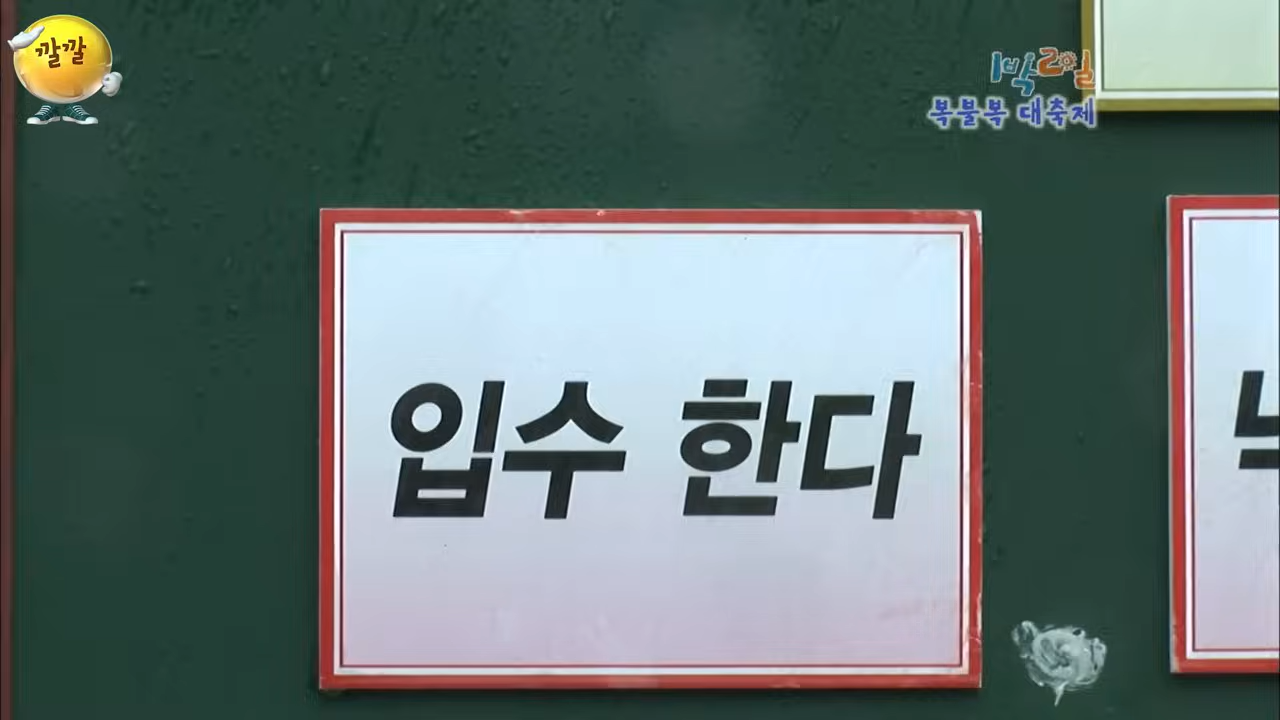 깔깔
1박2일
복불복 대축제
입수 한다